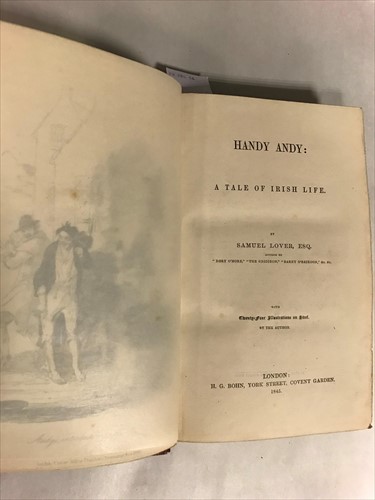 HANDY ANDY:
A TALE OF IRISH LIFE.
BY
SAMUEL LOVER, ESQ.
AUTHOR OF
"RORY O'MORE," "THE GRIDIRON," "BARNY O'REIRDON," &c. &c.
WITH
Twenty-Four Illustrations on Steel.
BY THE AUTHOR.
LONDON:
H. G. BOHN, YORK STREET, COVENT GARDEN.
1845.